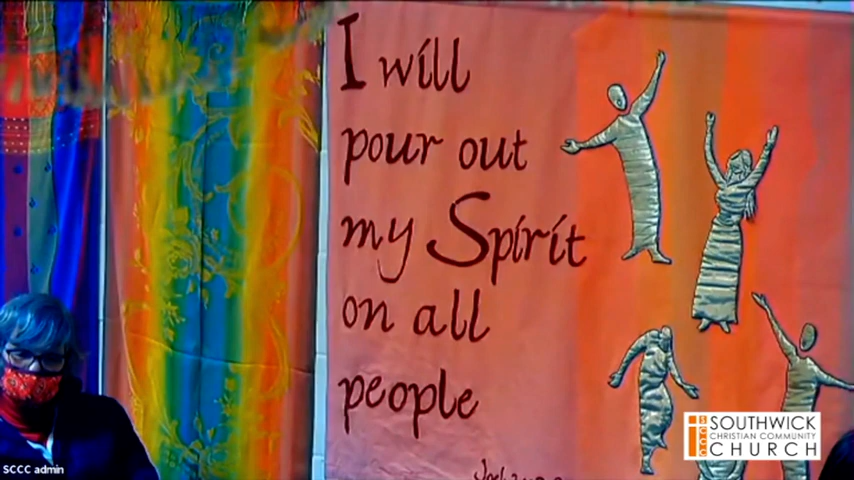 I will
pour out
my Spirit
on all
people
SOUTHWICK
CHRISTIAN COMMUNITY
CHURCH
SCCC admin